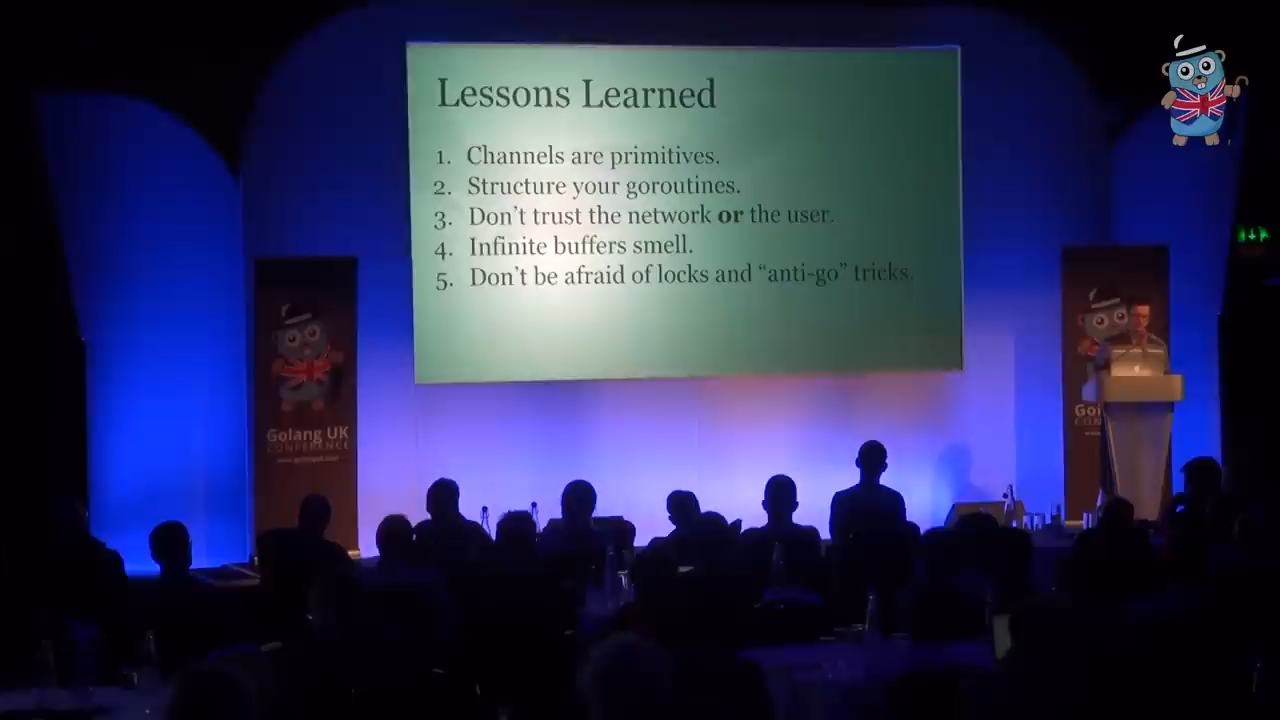 Lessons Learned
1. Channels are primitives.
2. Structure your goroutines.
3. Don't trust the network or the user.
4. Infinite buffers smell.
5. Don't be afraid of locks and “anti-go” tricks.
Golang UK
CONFERENCE